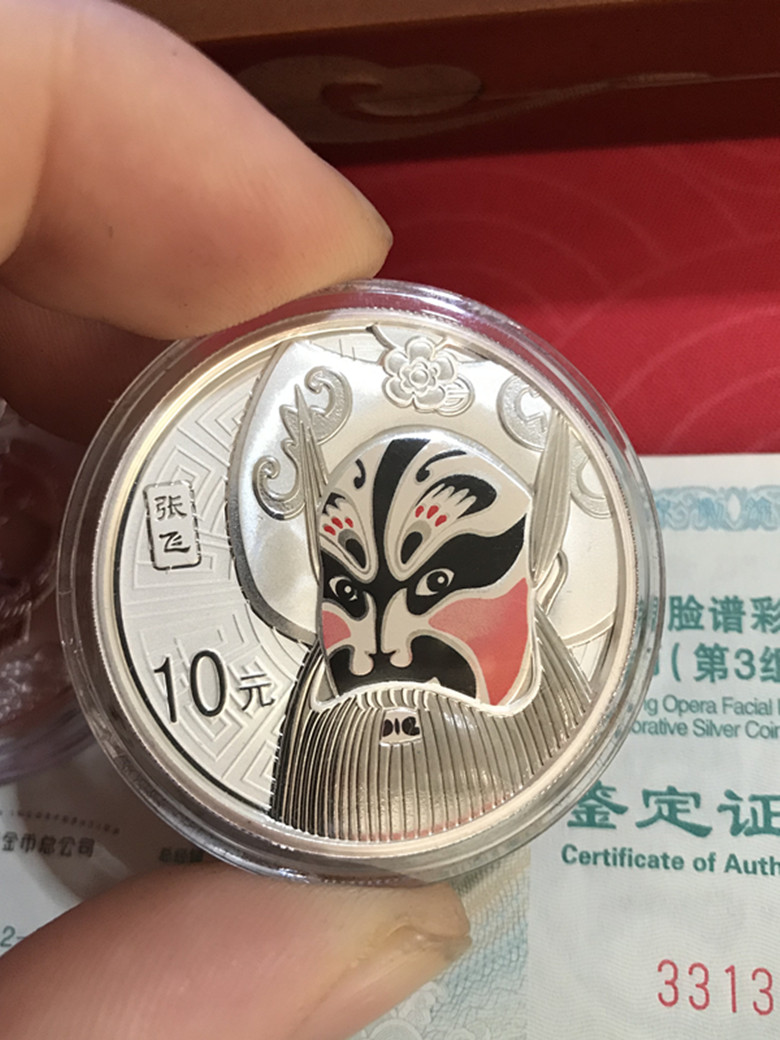 张飞
10元
脸谱彩
(第3组
ng Opera Facial
orative Silver Coin
鉴定证
Certificate of Auth
金币总公司
3313